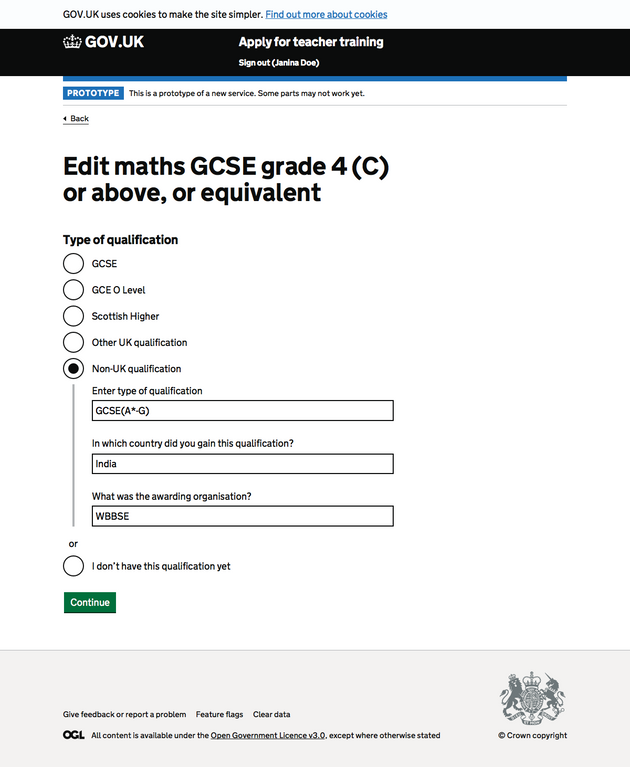 GOV.UK uses cookies to make the site simpler. Find out more about cookies
GOV.UK
Apply for teacher training
Sign out (Janina Doe)
PROTOTYPE This is a prototype of a new service. Some parts may not work yet.
Back
Edit maths GCSE grade 4 (C)
or above, or equivalent
Type of qualification
GCSE
GCE O Level
Scottish Higher
Other UK qualification
Non-UK qualification
Enter type of qualification
GCSE(A*-G)
In which country did you gain this qualification?
India
What was the awarding organisation?
WBBSE
or
I don’t have this qualification yet
Continue
Give feedback or report a problem Feature flags Clear data
OGL All content is available under the Open Government Licence v3.0, except where otherwise stated
© Crown copyright